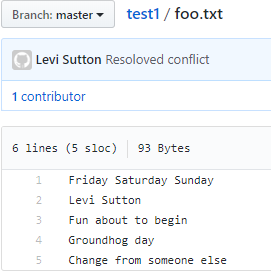 Branch: master test1 / foo.txt
Levi Sutton Resoloved conflict
1 contributor
6 lines (5 sloc) 93 Bytes
1 Friday Saturday Sunday
2 Levi Sutton
3 Fun about to begin
4 Groundhog day
5 Change from someone else